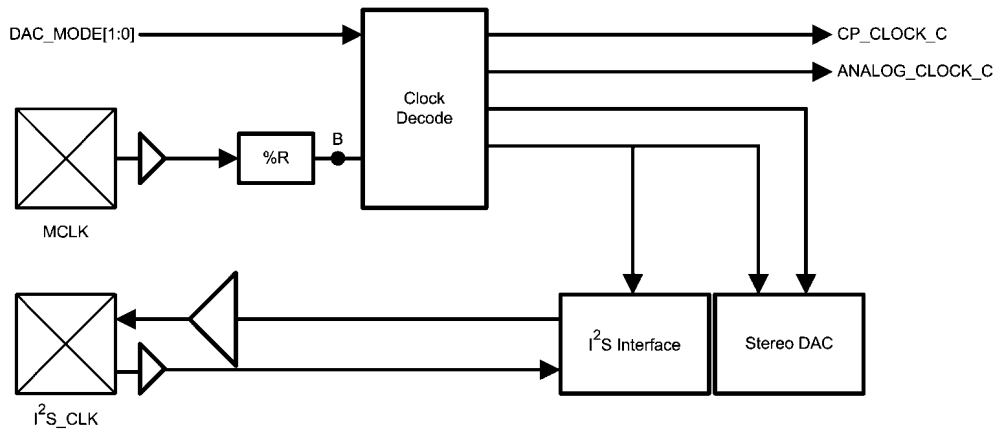 DAC_MODE[1:0]
CP_CLOCK_C
ANALOG_CLOCK_C
Clock
Decode
B
%R
MCLK
I²S Interface
Stereo DAC
I²S_CLK